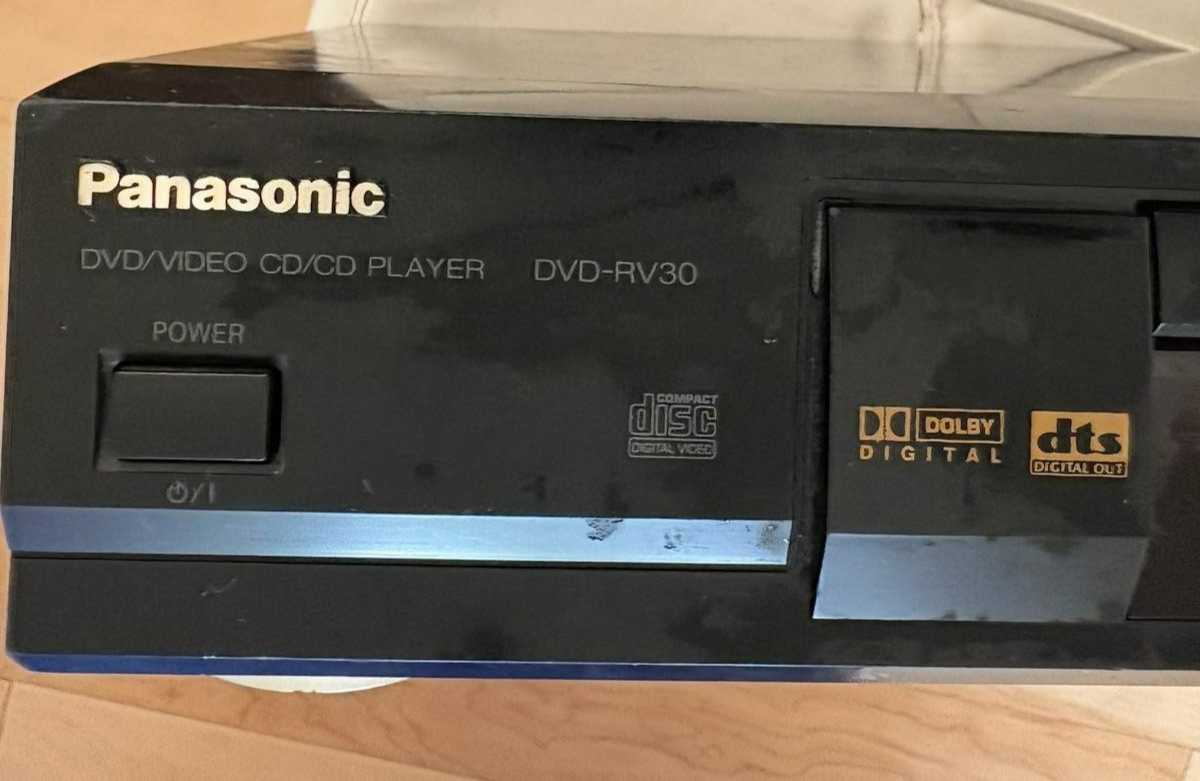 Panasonic
DVD/VIDEO CD/CD PLAYER DVD-RV30
POWER
COMPACT
disc
DIGITAL VIDEO
DOLBY
DIGITAL
dts
DIGITAL OUT
⏻/I